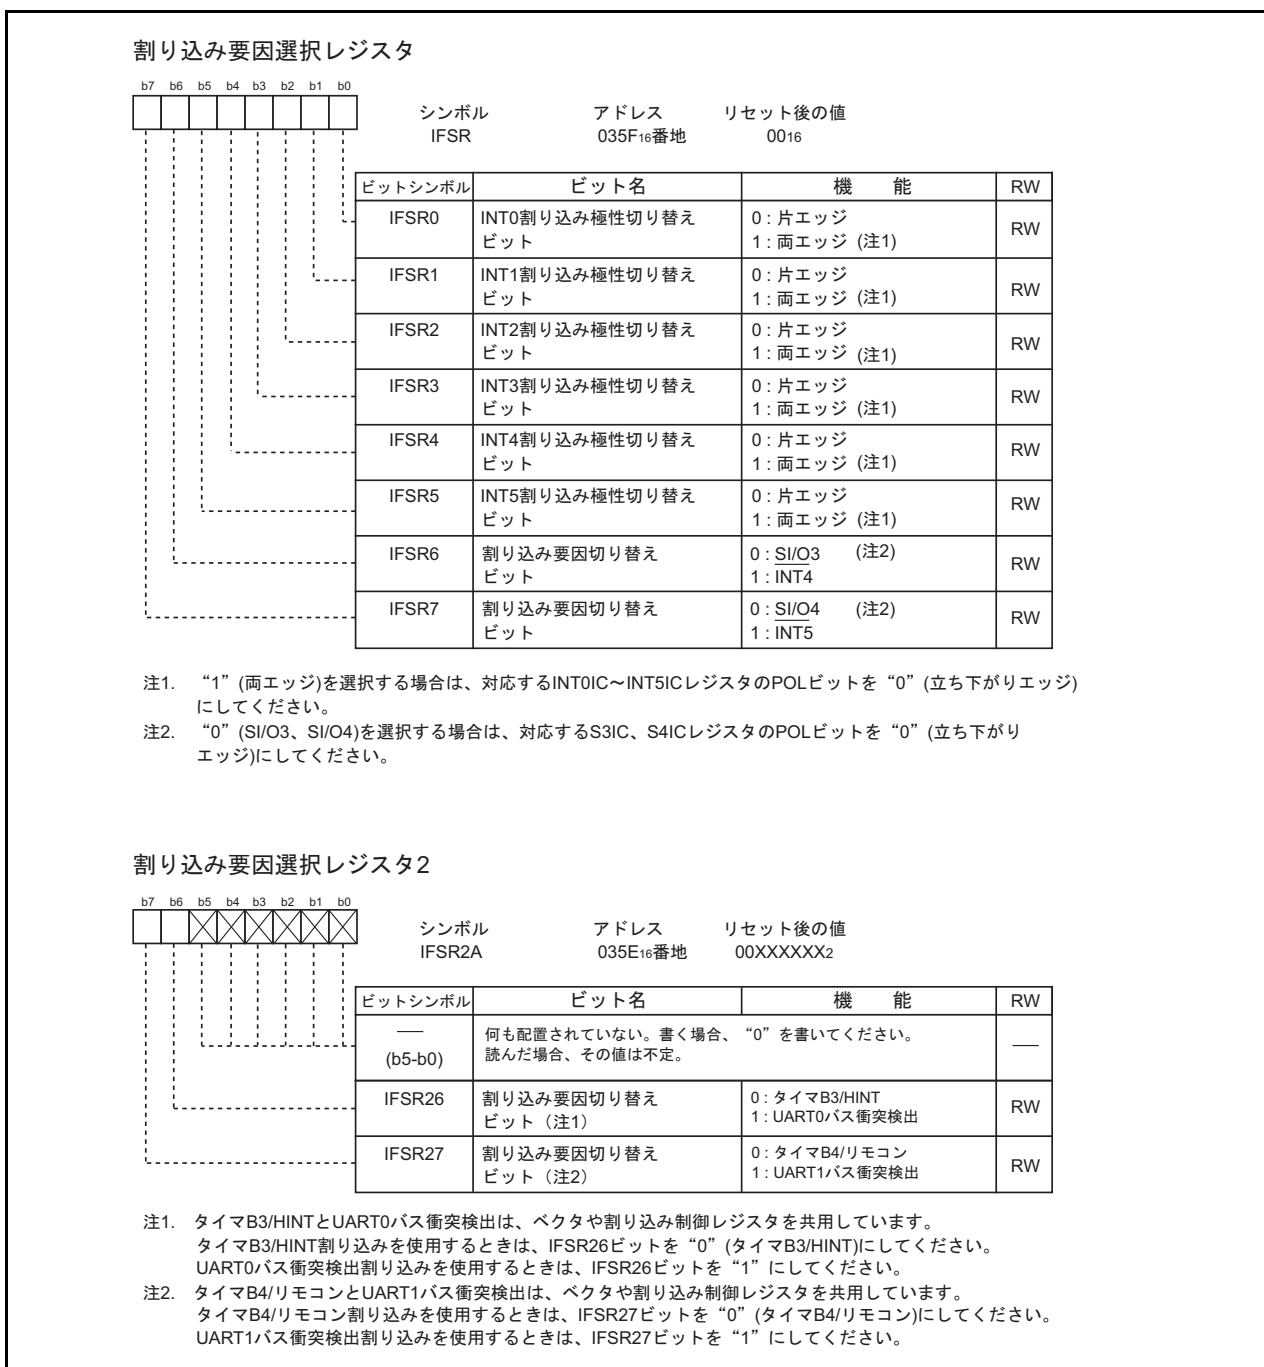 割り込み要因選択レジスタ
b7 b6 b5 b4 b3 b2 b1 b0
シンボル アドレス リセット後の値
IFSR 035F16番地 0016
ビットシンボル ビット名 機 能 RW
IFSR0 INT0割り込み極性切り替え 0 : 片エッジ RW
ビット 1 : 両エッジ (注1)
IFSR1 INT1割り込み極性切り替え 0 : 片エッジ RW
ビット 1 : 両エッジ (注1)
IFSR2 INT2割り込み極性切り替え 0 : 片エッジ RW
ビット 1 : 両エッジ (注1)
IFSR3 INT3割り込み極性切り替え 0 : 片エッジ RW
ビット 1 : 両エッジ (注1)
IFSR4 INT4割り込み極性切り替え 0 : 片エッジ RW
ビット 1 : 両エッジ (注1)
IFSR5 INT5割り込み極性切り替え 0 : 片エッジ RW
ビット 1 : 両エッジ (注1)
IFSR6 割り込み要因切り替え 0 : SI/O3 (注2) RW
ビット 1 : INT4
IFSR7 割り込み要因切り替え 0 : SI/O4 (注2) RW
ビット 1 : INT5
注1. “1”(両エッジ)を選択する場合は、対応するINT0IC～INT5ICレジスタのPOLビットを“0”(立ち下がりエッジ)
にしてください。
注2. “0”(SI/O3、SI/O4)を選択する場合は、対応するS3IC、S4ICレジスタのPOLビットを“0”(立ち下がり
エッジ)にしてください。
割り込み要因選択レジスタ2
b7 b6 b5 b4 b3 b2 b1 b0
シンボル アドレス リセット後の値
IFSR2A 035E16番地 00XXXXXX2
ビットシンボル ビット名 機 能 RW
― 何も配置されていない。書く場合、“0”を書いてください。 ―
(b5-b0) 読んだ場合、その値は不定。
IFSR26 割り込み要因切り替え 0 : タイマB3/HINT RW
ビット（注1） 1 : UART0バス衝突検出
IFSR27 割り込み要因切り替え 0 : タイマB4/リモコン RW
ビット（注2） 1 : UART1バス衝突検出
注1. タイマB3/HINTとUART0バス衝突検出は、ベクタや割り込み制御レジスタを共用しています。
タイマB3/HINT割り込みを使用するときは、IFSR26ビットを“0”(タイマB3/HINT)にしてください。
UART0バス衝突検出割り込みを使用するときは、IFSR26ビットを“1”にしてください。
注2. タイマB4/リモコンとUART1バス衝突検出は、ベクタや割り込み制御レジスタを共用しています。
タイマB4/リモコン割り込みを使用するときは、IFSR27ビットを“0”(タイマB4/リモコン)にしてください。
UART1バス衝突検出割り込みを使用するときは、IFSR27ビットを“1”にしてください。